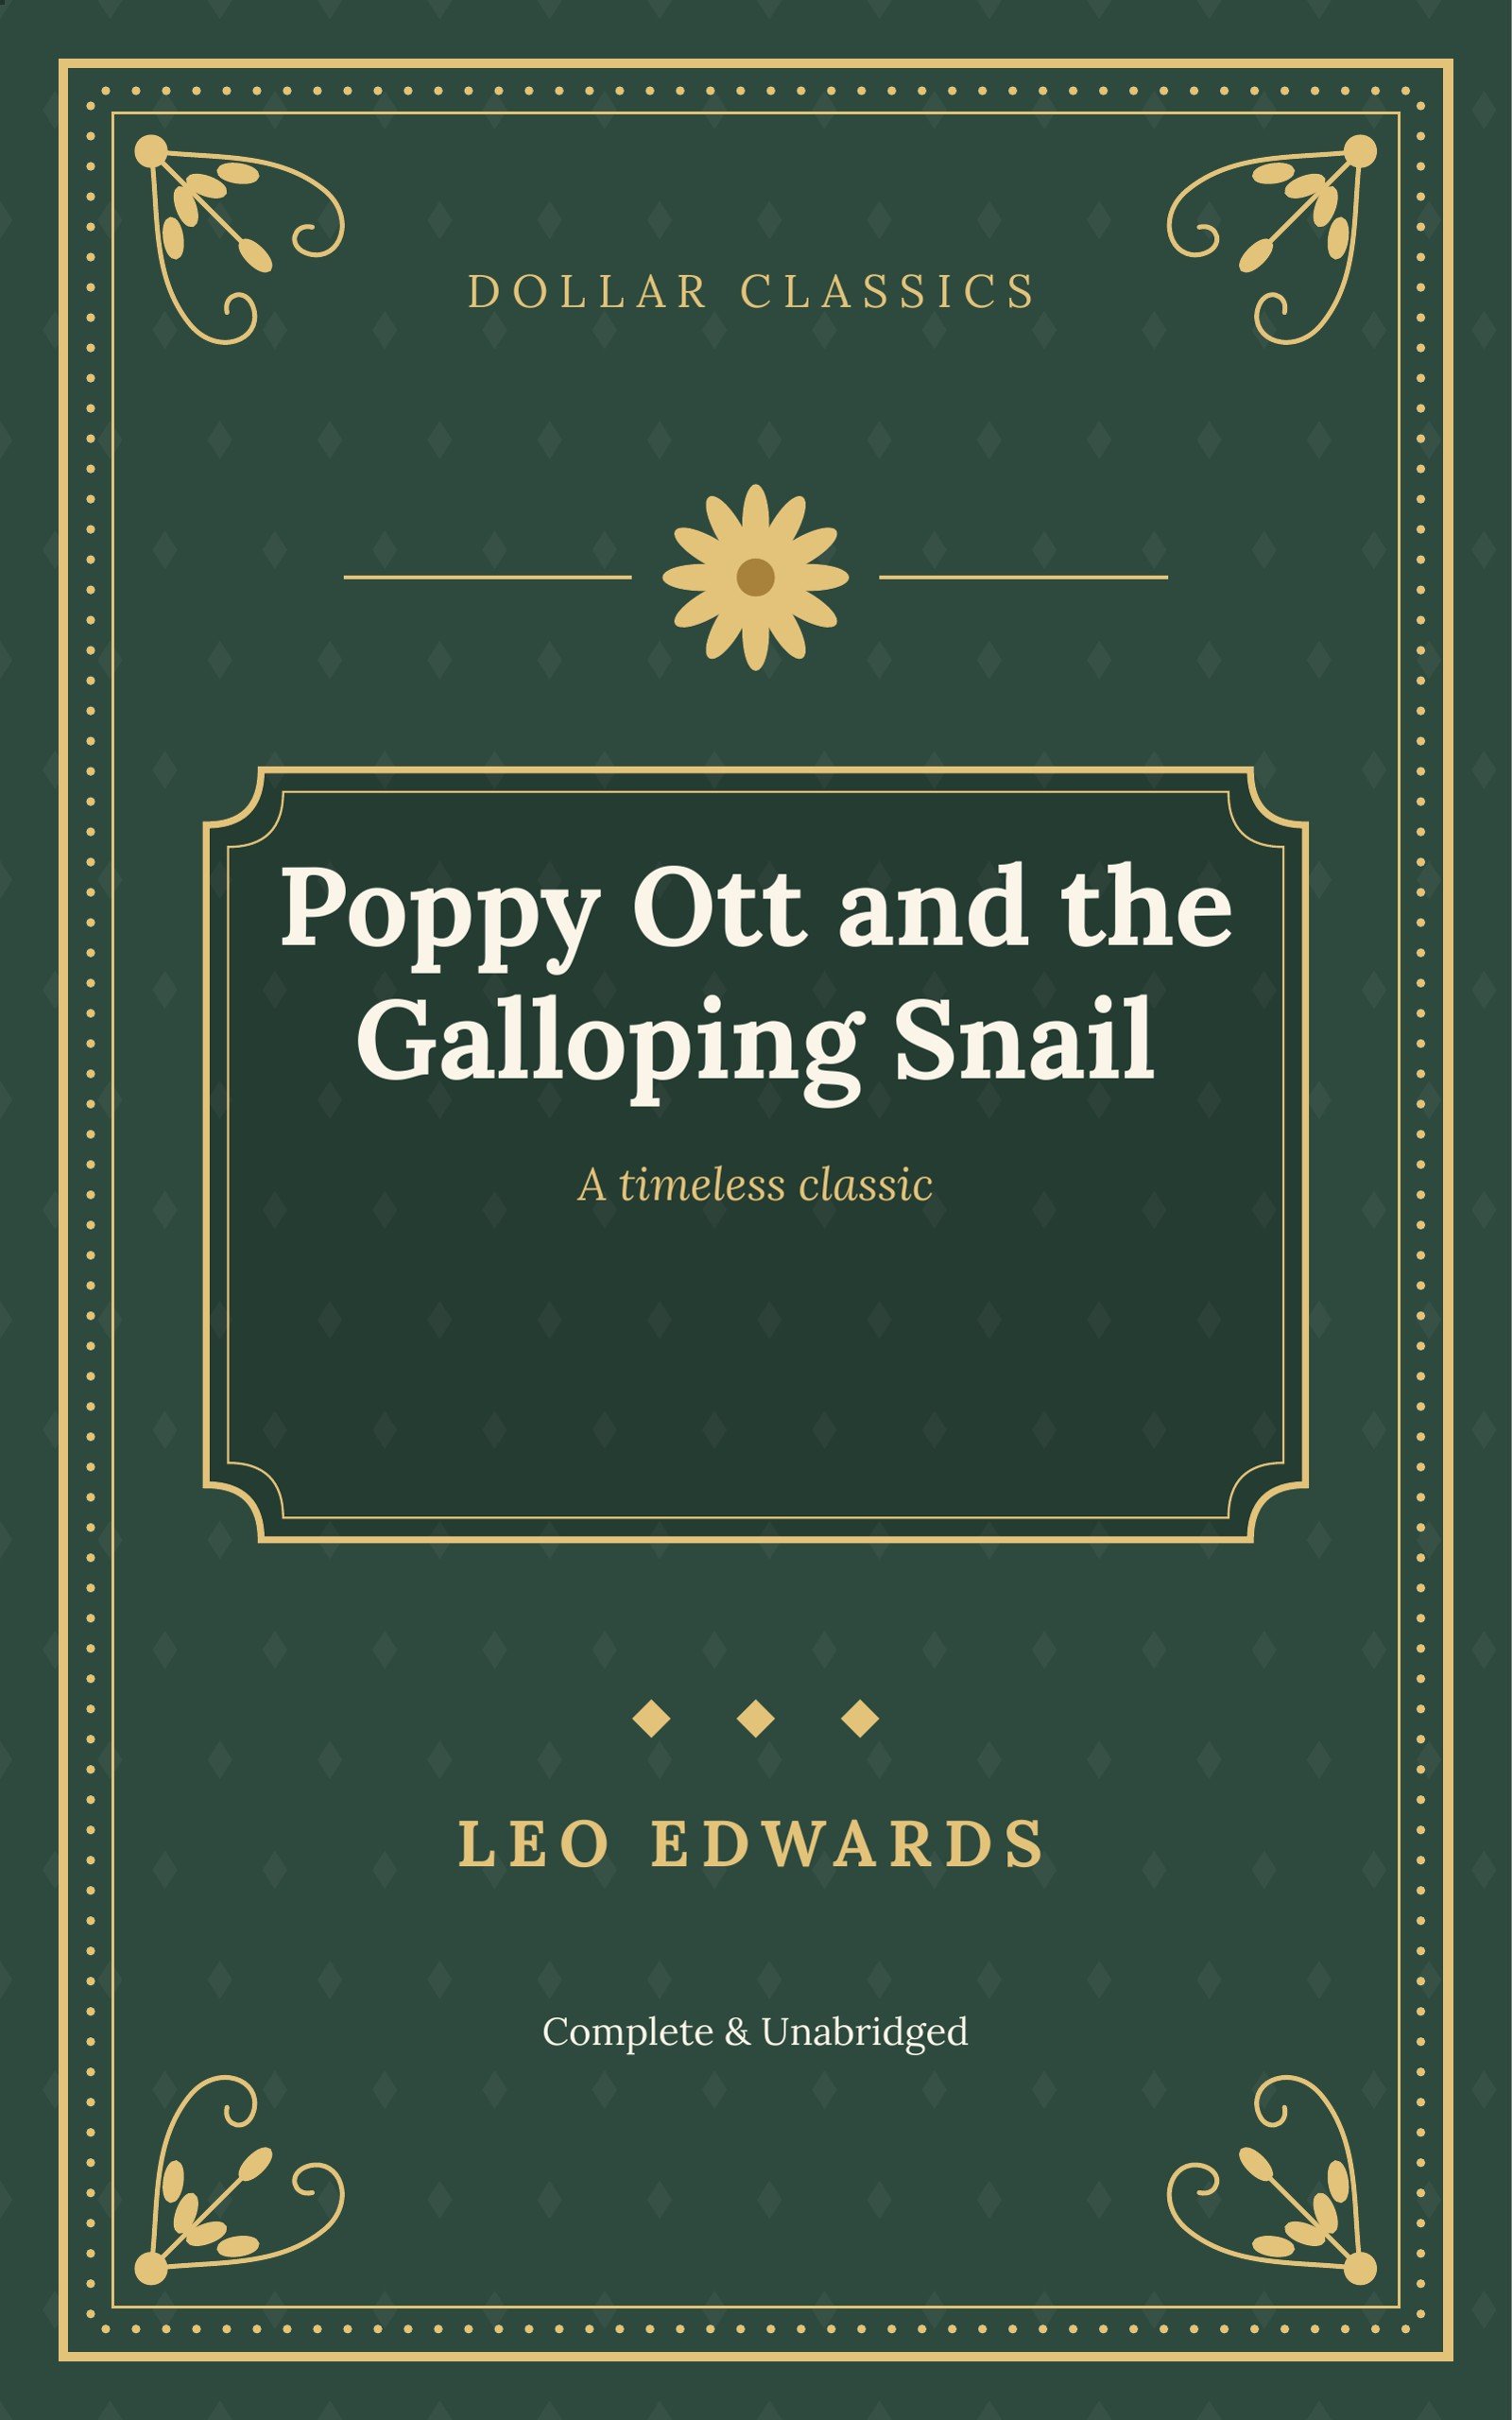 DOLLAR CLASSICS
Poppy Ott and the
Galloping Snail
A timeless classic
LEO EDWARDS
Complete & Unabridged